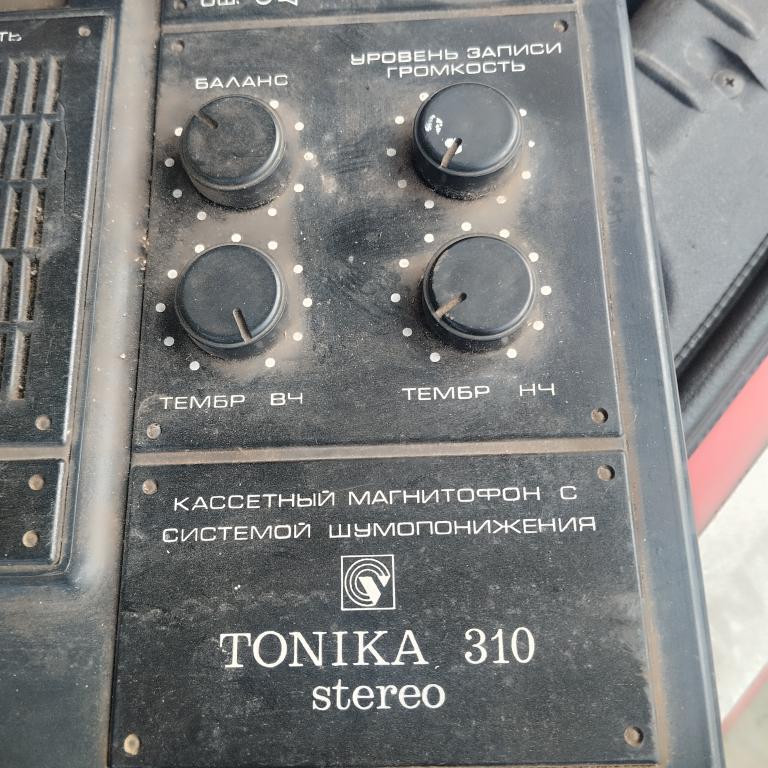 БАЛАНС
УРОВЕНЬ ЗАПИСИ
ГРОМКОСТЬ
ТЕМБР ВЧ
ТЕМБР НЧ
КАССЕТНЫЙ МАГНИТОФОН С
СИСТЕМОЙ ШУМОПОНИЖЕНИЯ
TONIKA 310
stereo